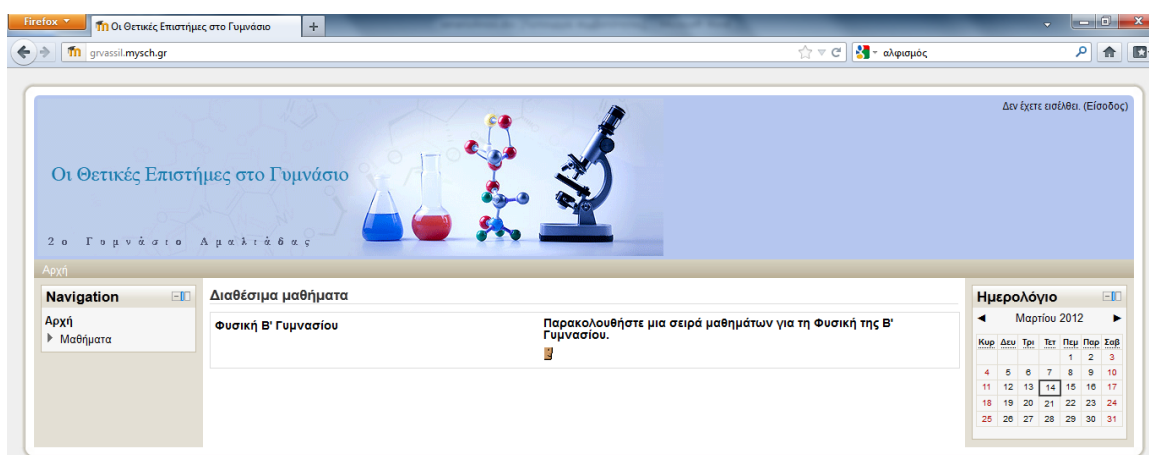 Firefox
Οι Θετικές Επιστήμες στο Γυμνάσιο
grvassil.mysch.gr
αλφισμός
Δεν έχετε εισέλθει. (Είσοδος)
Οι Θετικές Επιστήμες στο Γυμνάσιο
2ο Γυμνάσιο Αμαλιάδας
Αρχή
Navigation
Αρχή
Μαθήματα
Διαθέσιμα μαθήματα
Φυσική Β' Γυμνασίου
Παρακολουθήστε μια σειρά μαθημάτων για τη Φυσική της Β'
Γυμνασίου.
Ημερολόγιο
◄ Μαρτίου 2012 ►
Κυρ Δευ Τρι Τετ Πεμ Παρ Σαβ
1 2 3
4 5 6 7 8 9 10
11 12 13 14 15 16 17
18 19 20 21 22 23 24
25 26 27 28 29 30 31